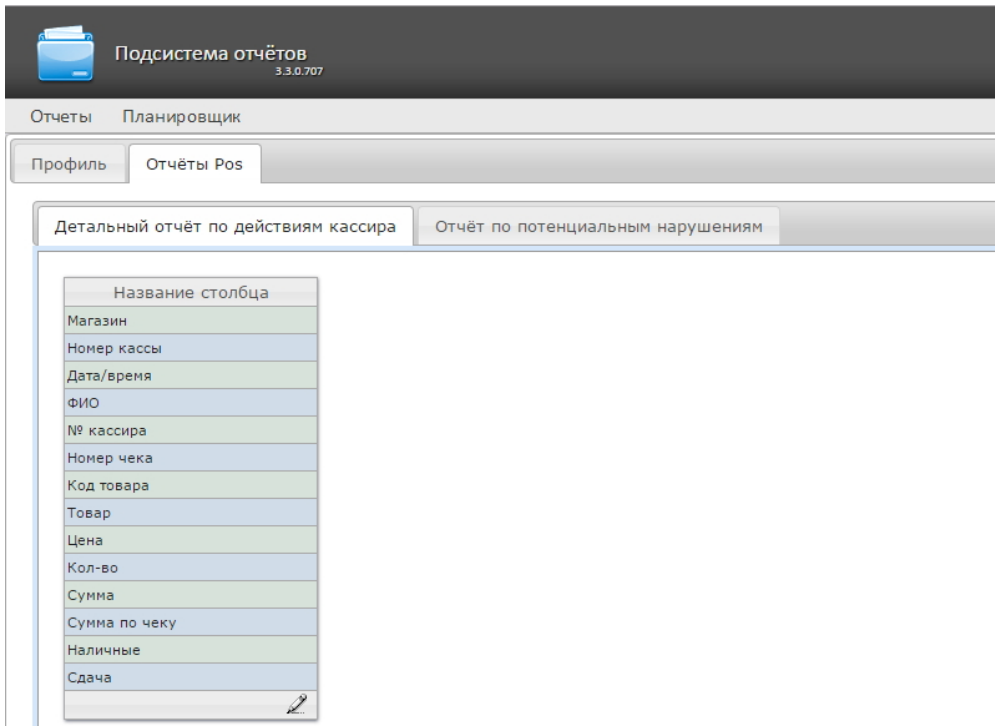 Подсистема отчётов
3.3.0.707
Отчеты Планировщик
Профиль Отчёты Pos
Детальный отчёт по действиям кассира Отчёт по потенциальным нарушениям
Название столбца
Магазин
Номер кассы
Дата/время
ФИО
№ кассира
Номер чека
Код товара
Товар
Цена
Кол-во
Сумма
Сумма по чеку
Наличные
Сдача